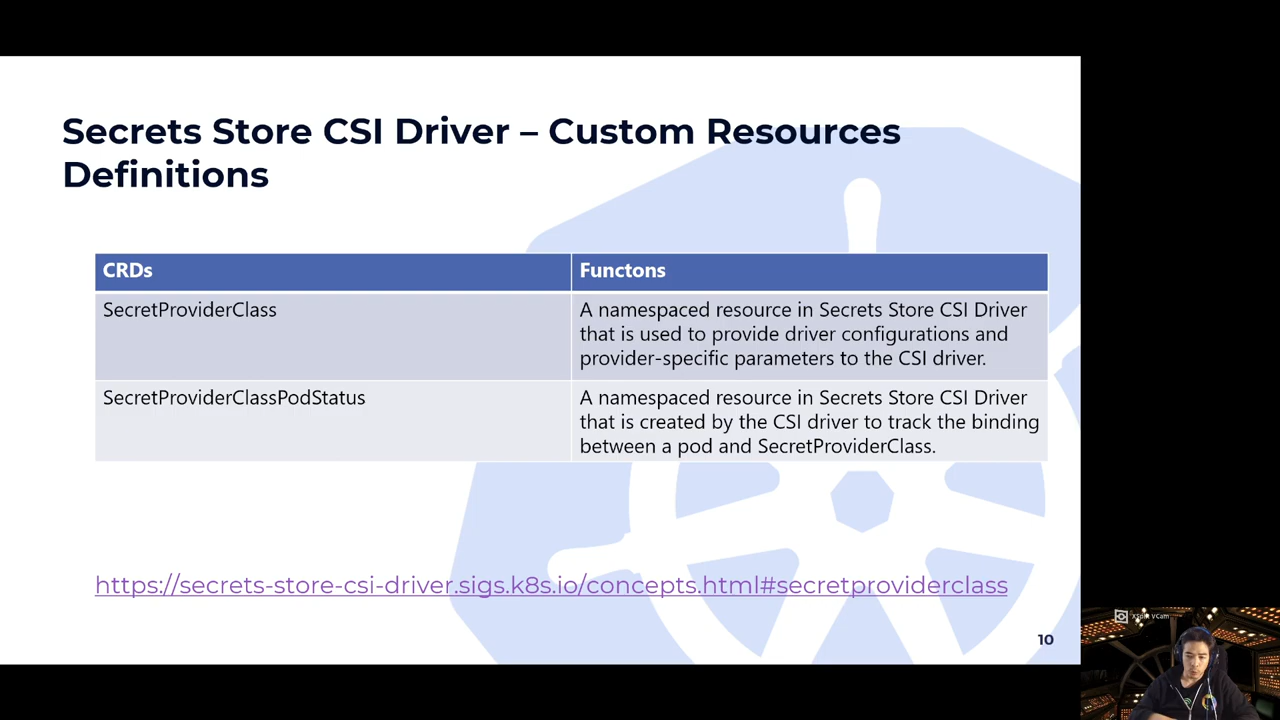 Secrets Store CSI Driver – Custom Resources
Definitions
CRDs
Functons
SecretProviderClass
A namespaced resource in Secrets Store CSI Driver
that is used to provide driver configurations and
provider-specific parameters to the CSI driver.
SecretProviderClassPodStatus
A namespaced resource in Secrets Store CSI Driver
that is created by the CSI driver to track the binding
between a pod and SecretProviderClass.
https://secrets-store-csi-driver.sigs.k8s.io/concepts.html#secretproviderclass
10
XSplit VCam